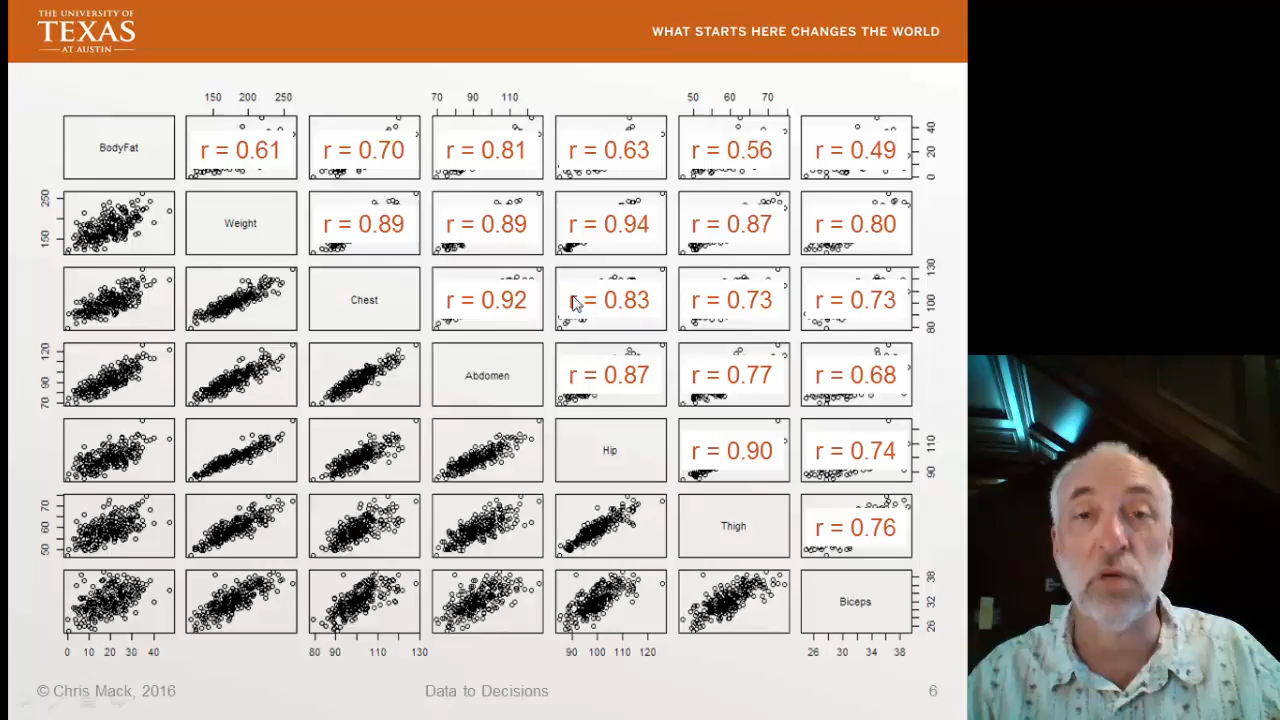 THE UNIVERSITY OF
TEXAS
AT AUSTIN
WHAT STARTS HERE CHANGES THE WORLD
150 200 250
70 90 110
50 60 70
BodyFat
r = 0.61
r = 0.70
r = 0.81
r = 0.63
r = 0.56
r = 0.49
0 20 40
150 250
Weight
r = 0.89
r = 0.89
r = 0.94
r = 0.87
r = 0.80
Chest
r = 0.92
r = 0.83
r = 0.73
r = 0.73
80 100 130
70 90 120
Abdomen
r = 0.87
r = 0.77
r = 0.68
Hip
r = 0.90
r = 0.74
90 110
50 60 70
Thigh
r = 0.76
Biceps
26 32 38
0 10 20 30 40
80 90 110 130
90 100 110 120
26 30 34 38
© Chris Mack, 2016
Data to Decisions
6